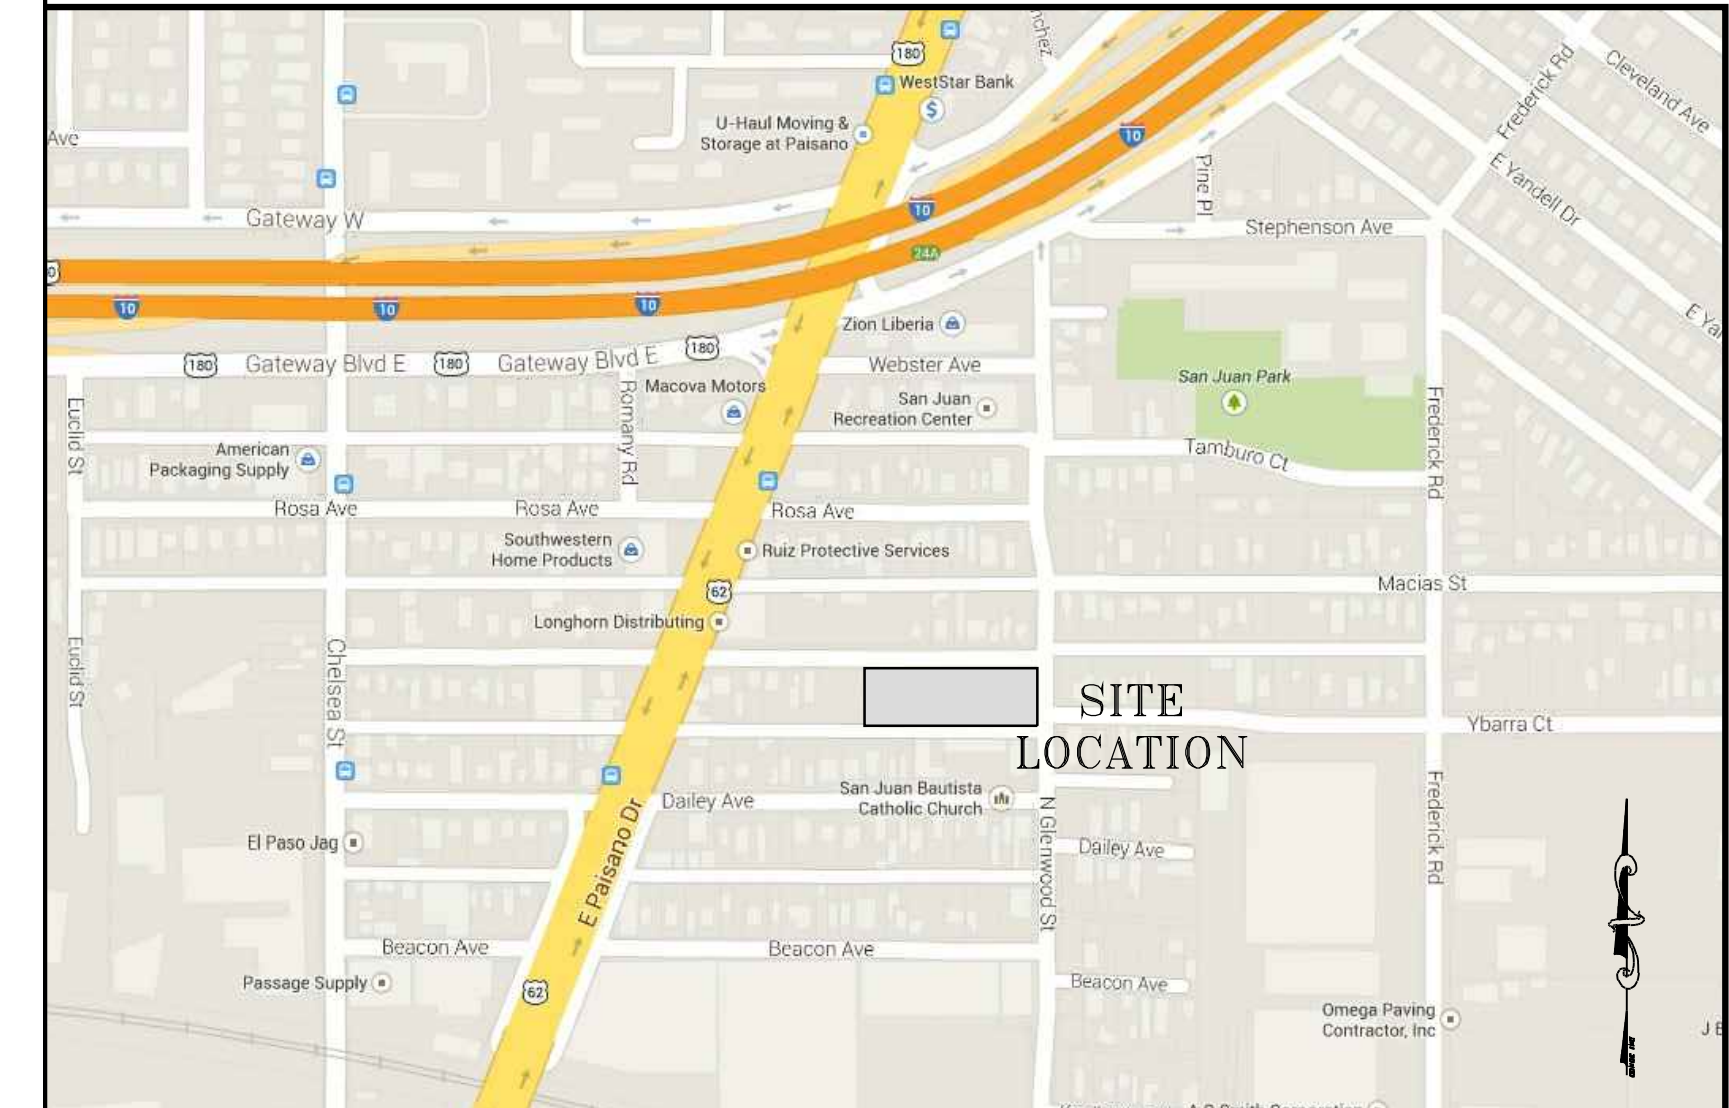 180
WestStar Bank
Frederick Rd
Cleveland Ave
U-Haul Moving &
Storage at Paisano
10
Ave
Pine Pl
E Yandell Dr
Gateway W
10
Stephenson Ave
24A
10
10
10
Zion Liberia
180
Gateway Blvd E
180
Gateway Blvd E
180
Webster Ave
Macova Motors
San Juan Park
San Juan
Recreation Center
Euclid St
Romany Rd
Frederick Rd
American
Packaging Supply
Tamburo Ct
Rosa Ave
Rosa Ave
Rosa Ave
Southwestern
Home Products
Ruiz Protective Services
62
Macias St
Longhorn Distributing
Euclid St
Chelsea St
SITE
LOCATION
Ybarra Ct
Dailey Ave
San Juan Bautista
Catholic Church
E Paisano Dr
N Glenwood St
Frederick Rd
El Paso Jag
Dailey Ave
Beacon Ave
Beacon Ave
Passage Supply
62
Beacon Ave
Omega Paving
Contractor, Inc